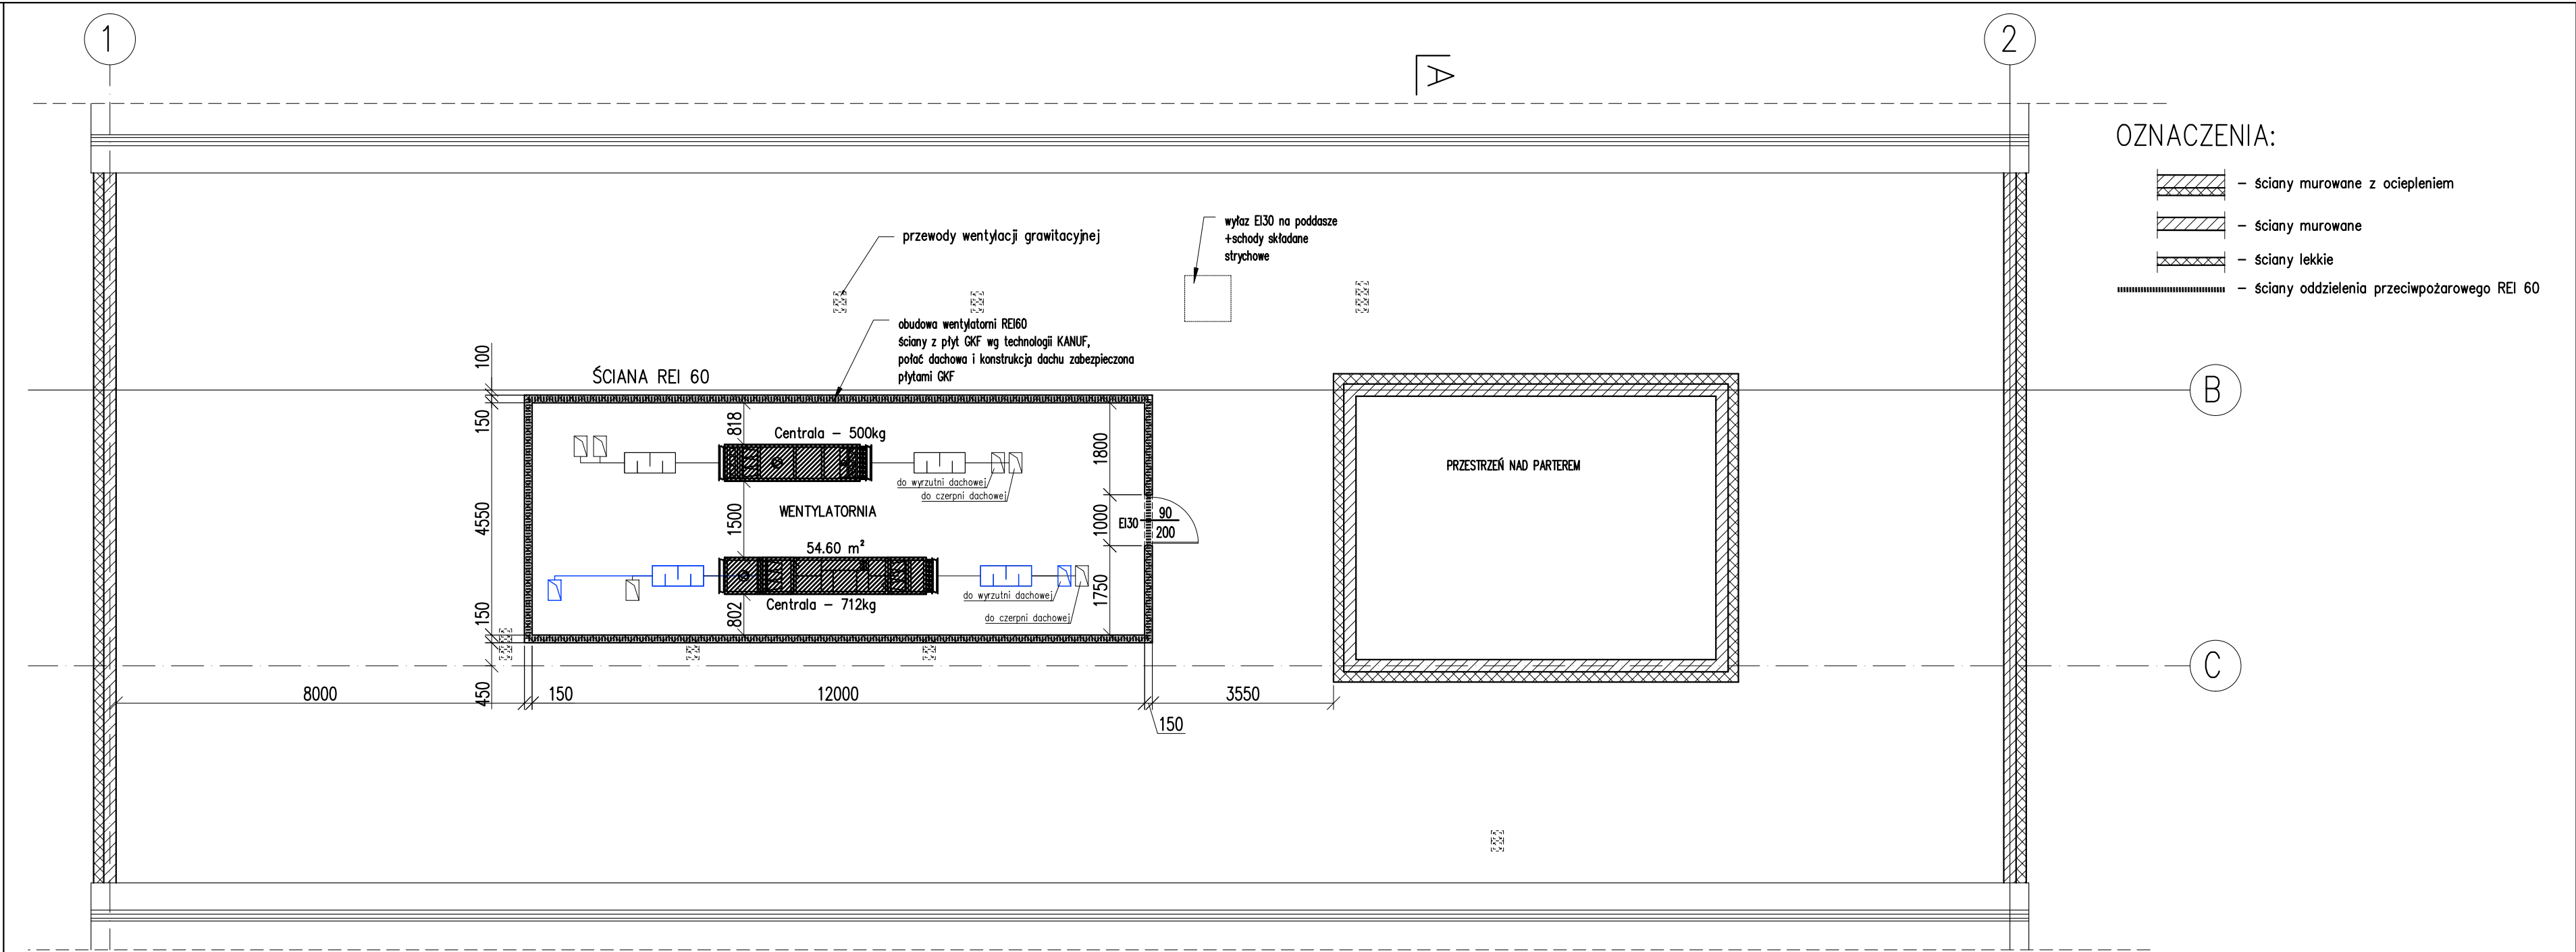 1
2
A
OZNACZENIA:
– ściany murowane z ociepleniem
– ściany murowane
– ściany lekkie
– ściany oddzielenia przeciwpożarowego REI 60
przewody wentylacji grawitacyjnej
wyłaz EI30 na poddasze
+schody składane
strychowe
obudowa wentylatorni REI60
ściany z płyt GKF wg technologii KANUF,
połać dachowa i konstrukcja dachu zabezpieczona
płytami GKF
ŚCIANA REI 60
100
150
4550
150
450
B
C
818
1500
802
Centrala – 500kg
do wyrzutni dachowej
do czerpni dachowej
WENTYLATORNIA
54.60 m²
Centrala – 712kg
do wyrzutni dachowej
do czerpni dachowej
1800
1000
1750
EI30
90
200
PRZESTRZEŃ NAD PARTEREM
8000
150
12000
3550
150